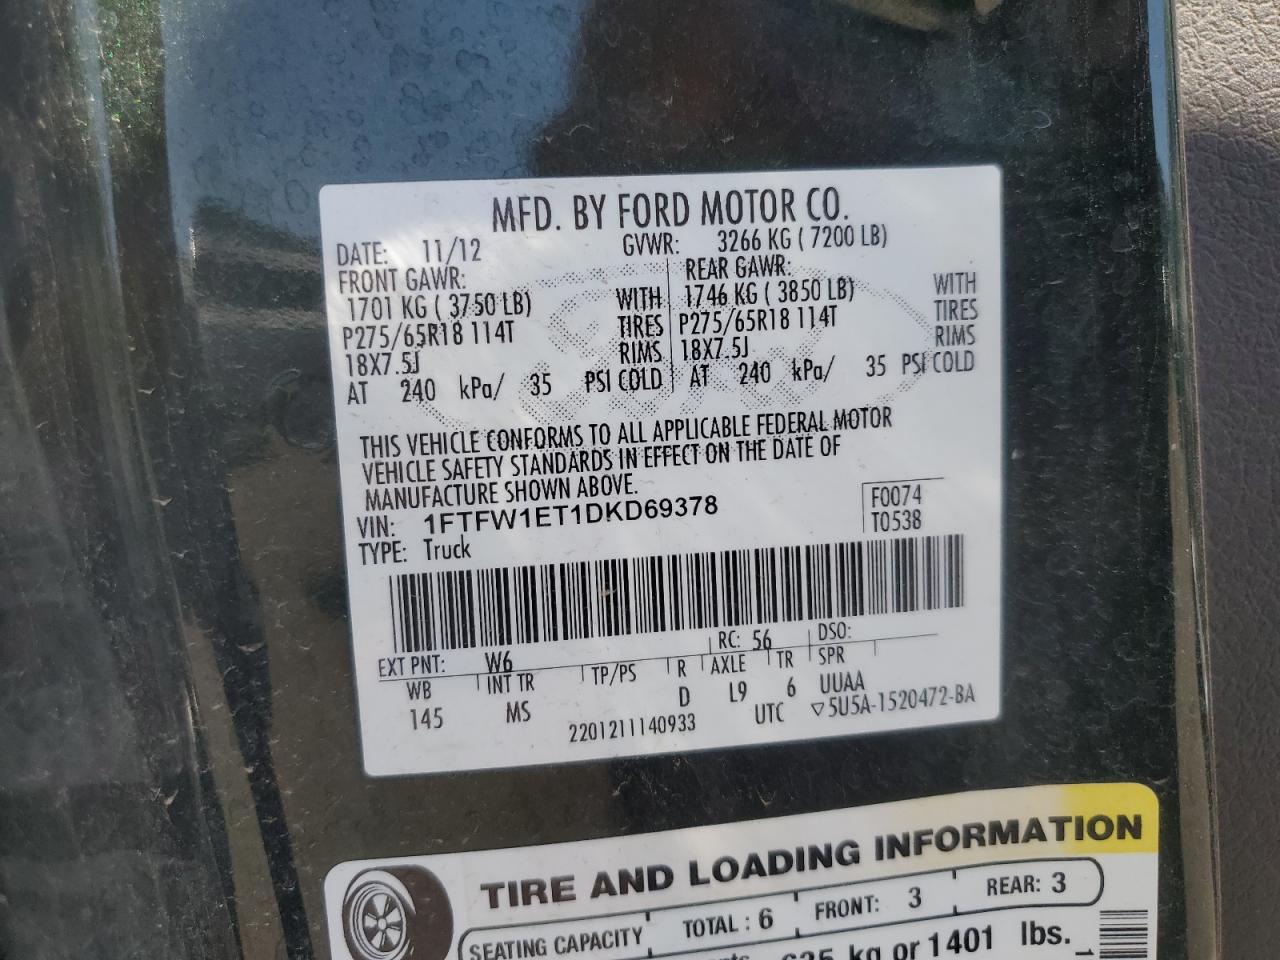 MFD. BY FORD MOTOR CO.
DATE: 11/12 GVWR: 3266 KG ( 7200 LB)
FRONT GAWR: REAR GAWR:
1701 KG ( 3750 LB) WITH 1746 KG ( 3850 LB) WITH
P275/65R18 114T TIRES P275/65R18 114T TIRES
18X7.5J RIMS 18X7.5J RIMS
AT 240 kPa/ 35 PSI COLD AT 240 kPa/ 35 PSI COLD
THIS VEHICLE CONFORMS TO ALL APPLICABLE FEDERAL MOTOR
VEHICLE SAFETY STANDARDS IN EFFECT ON THE DATE OF
MANUFACTURE SHOWN ABOVE.
VIN: 1FTFW1ET1DKD69378 F0074
TYPE: Truck T0538
EXT PNT: W6 RC: 56 DSO:
WB INT TR TP/PS R AXLE TR SPR
145 MS D L9 6 UUAA
2201211140933 UTC ▽5U5A-1520472-BA
TIRE AND LOADING INFORMATION
SEATING CAPACITY TOTAL : 6 FRONT: 3 REAR: 3
kg or 1401 lbs.